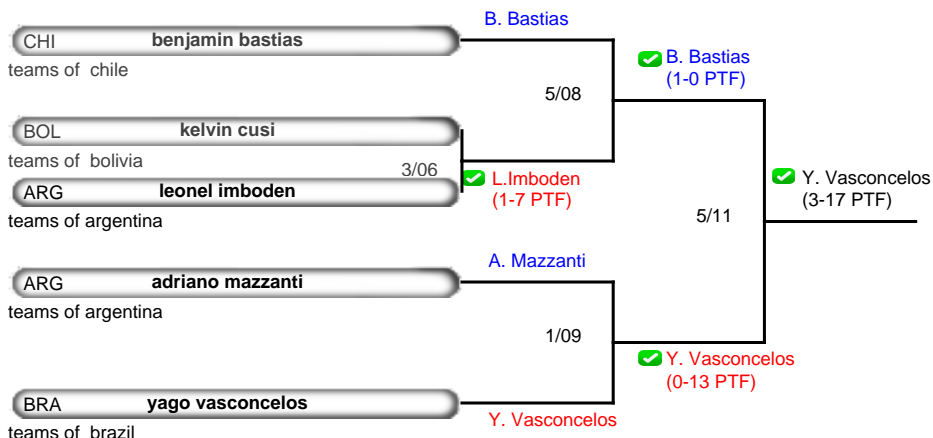 B. Bastias
CHI benjamin bastias
teams of chile
B. Bastias
(1-0 PTF)
5/08
BOL kelvin cusi
teams of bolivia
3/06
L.Imboden
(1-7 PTF)
ARG leonel imboden
teams of argentina
Y. Vasconcelos
(3-17 PTF)
5/11
A. Mazzanti
ARG adriano mazzanti
teams of argentina
1/09
Y. Vasconcelos
(0-13 PTF)
BRA yago vasconcelos
Y. Vasconcelos
teams of brazil